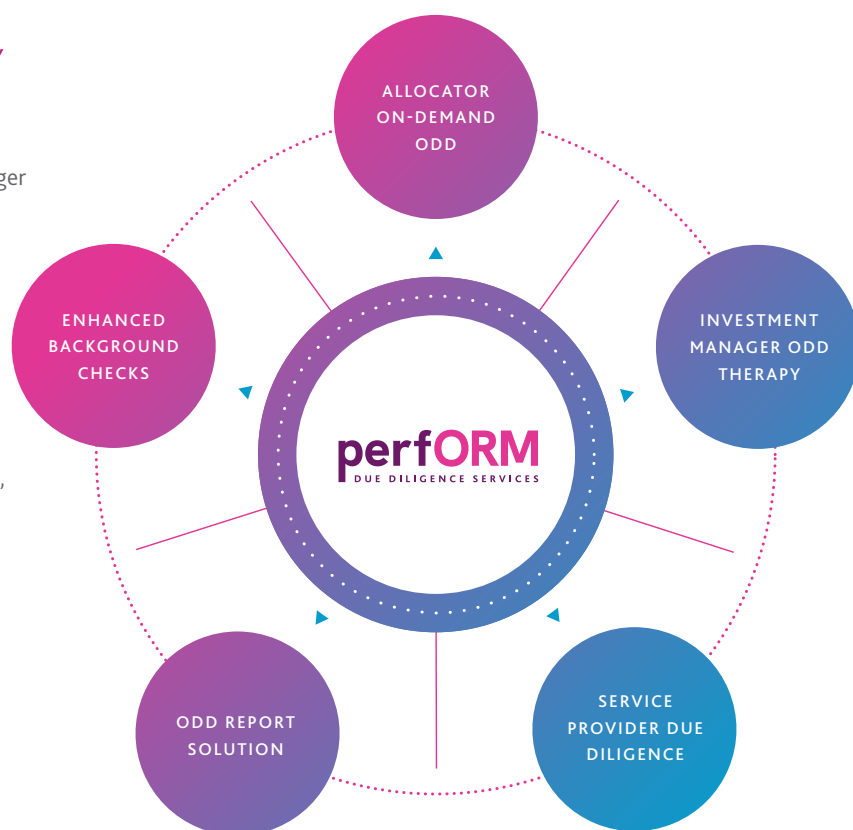 ger
,
ALLOCATOR
ON-DEMAND
ODD
ENHANCED
BACKGROUND
CHECKS
INVESTMENT
MANAGER ODD
THERAPY
perfORM
DUE DILIGENCE SERVICES
ODD REPORT
SOLUTION
SERVICE
PROVIDER DUE
DILIGENCE